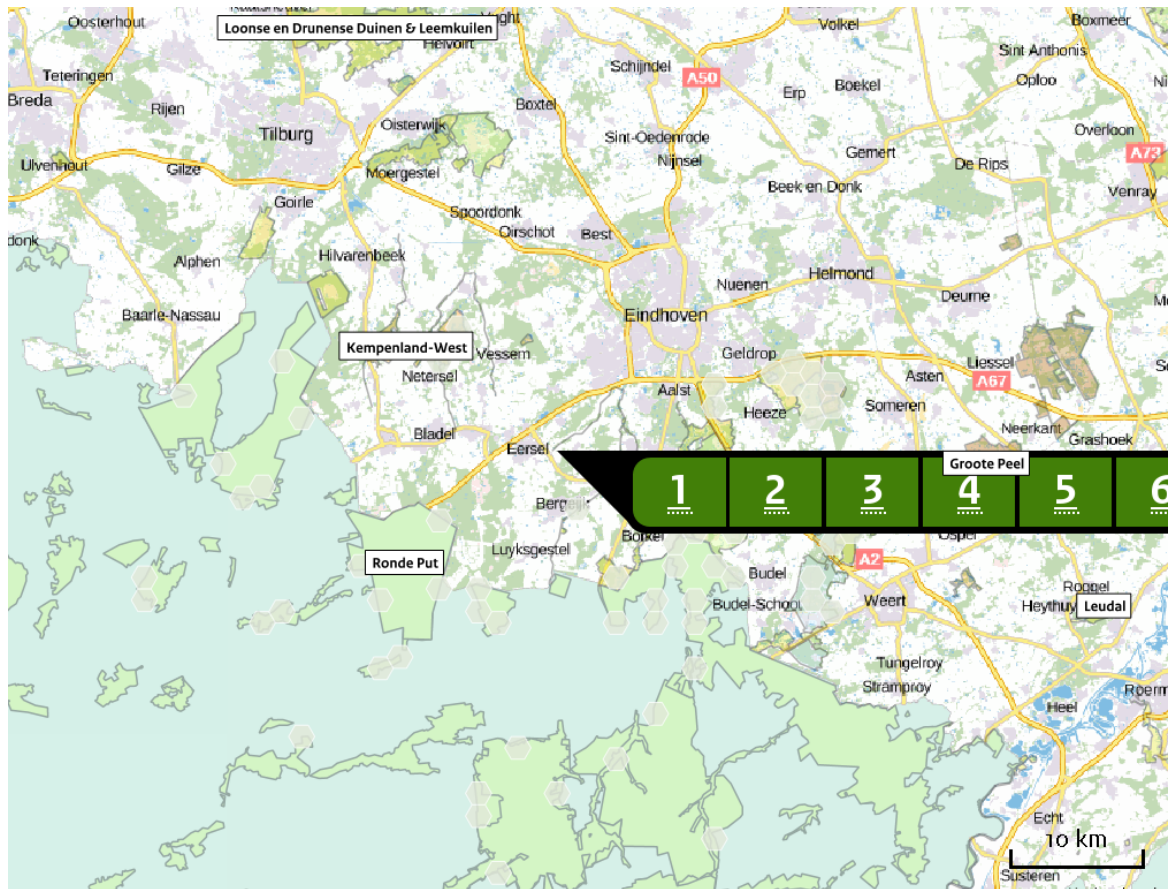 Oosterhout
Loonse en Drunense Duinen & Leemkuilen
Volkel
Boxmeer
Helvoirt
Sint Anthonis
Schijndel
A50
Teteringen
Oploo
Breda
Rijen
Boxtel
Erp
Boekel
Oisterwijk
Tilburg
Sint-Oedenrode
Overloon
Ulvenhout
Gilze
Moergestel
Nijnsel
Gemert
De Rips
A73
Goirle
Beek en Donk
Venray
Spoordonk
Oirschot
Best
Alphen
Hilvarenbeek
Nuenen
Helmond
Deurne
Baarle-Nassau
Eindhoven
Kempenland-West
Vessem
Geldrop
Liessel
Netersel
Aalst
Asten
A67
Heeze
Someren
Bladel
Neerkant
Eersel
Grashoek
Groote Peel
1 2 3 4 5 6
Bergeijk
Borkel
Luyksgestel
Ronde Put
A2
Budel
Weert
Budel-Schoot
Leudal
Tungelroy
Stramproy
Heel
Echt
10 km
Susteren